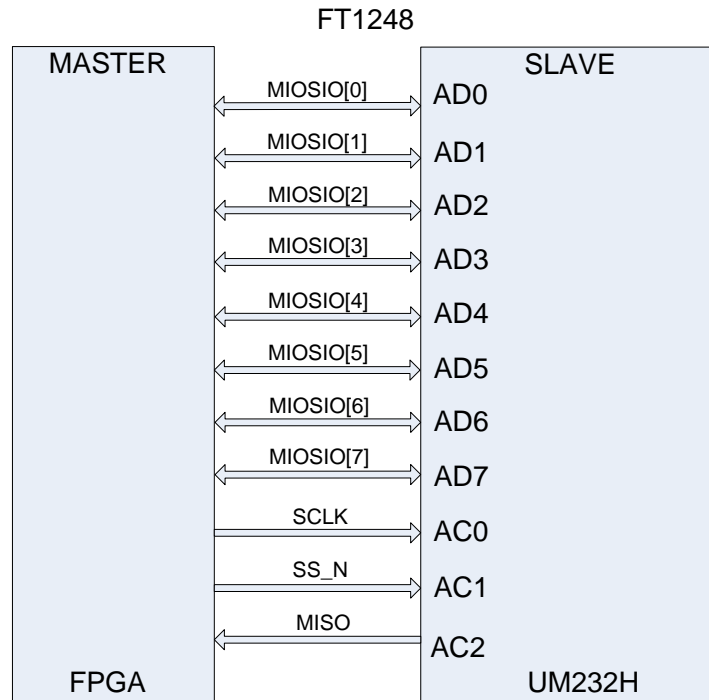 FT1248
MASTER
SLAVE
MIOSIO[0]
AD0
MIOSIO[1]
AD1
MIOSIO[2]
AD2
MIOSIO[3]
AD3
MIOSIO[4]
AD4
MIOSIO[5]
AD5
MIOSIO[6]
AD6
MIOSIO[7]
AD7
SCLK
AC0
SS_N
AC1
MISO
AC2
FPGA
UM232H